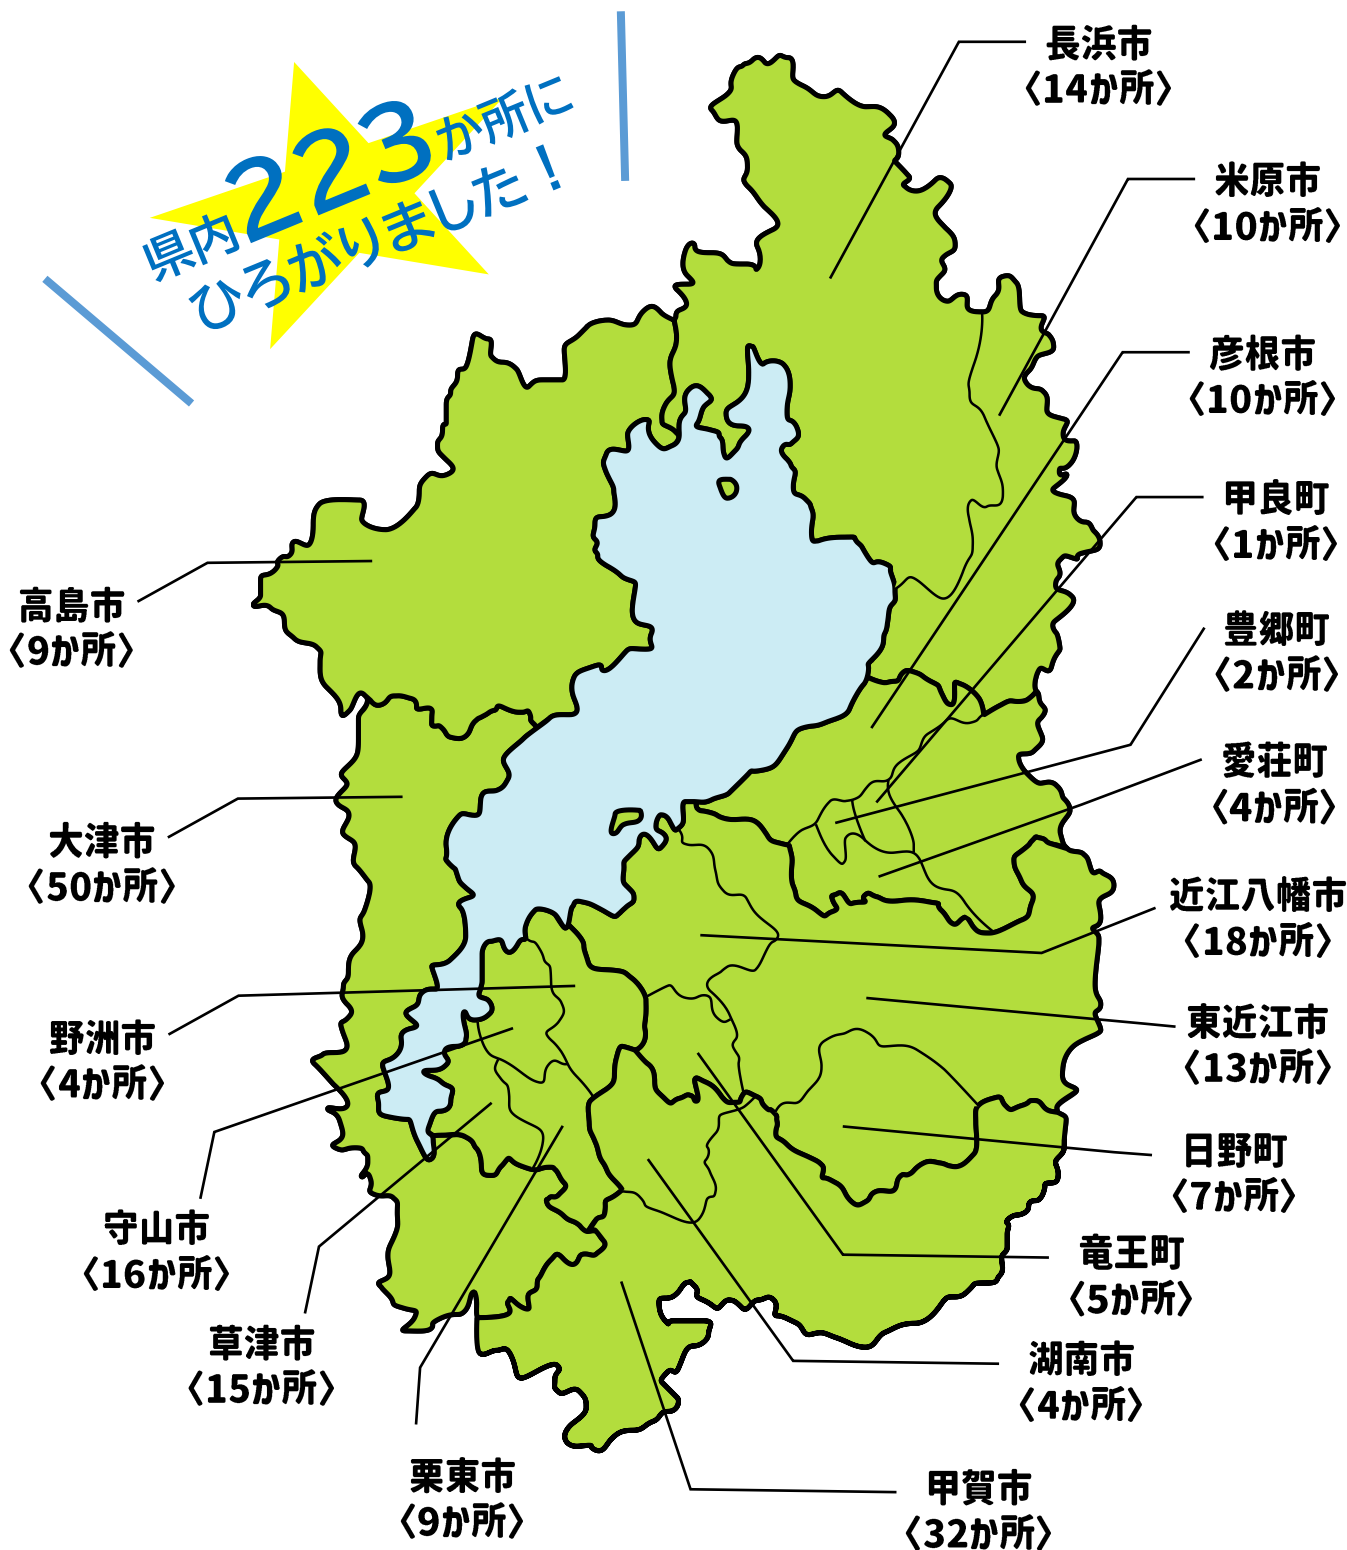 県内223か所に
ひろがりました！
長浜市
〈14か所〉
米原市
〈10か所〉
彦根市
〈10か所〉
甲良町
〈1か所〉
豊郷町
〈2か所〉
愛荘町
〈4か所〉
近江八幡市
〈18か所〉
東近江市
〈13か所〉
日野町
〈7か所〉
竜王町
〈5か所〉
湖南市
〈4か所〉
甲賀市
〈32か所〉
高島市
〈9か所〉
大津市
〈50か所〉
野洲市
〈4か所〉
守山市
〈16か所〉
草津市
〈15か所〉
栗東市
〈9か所〉